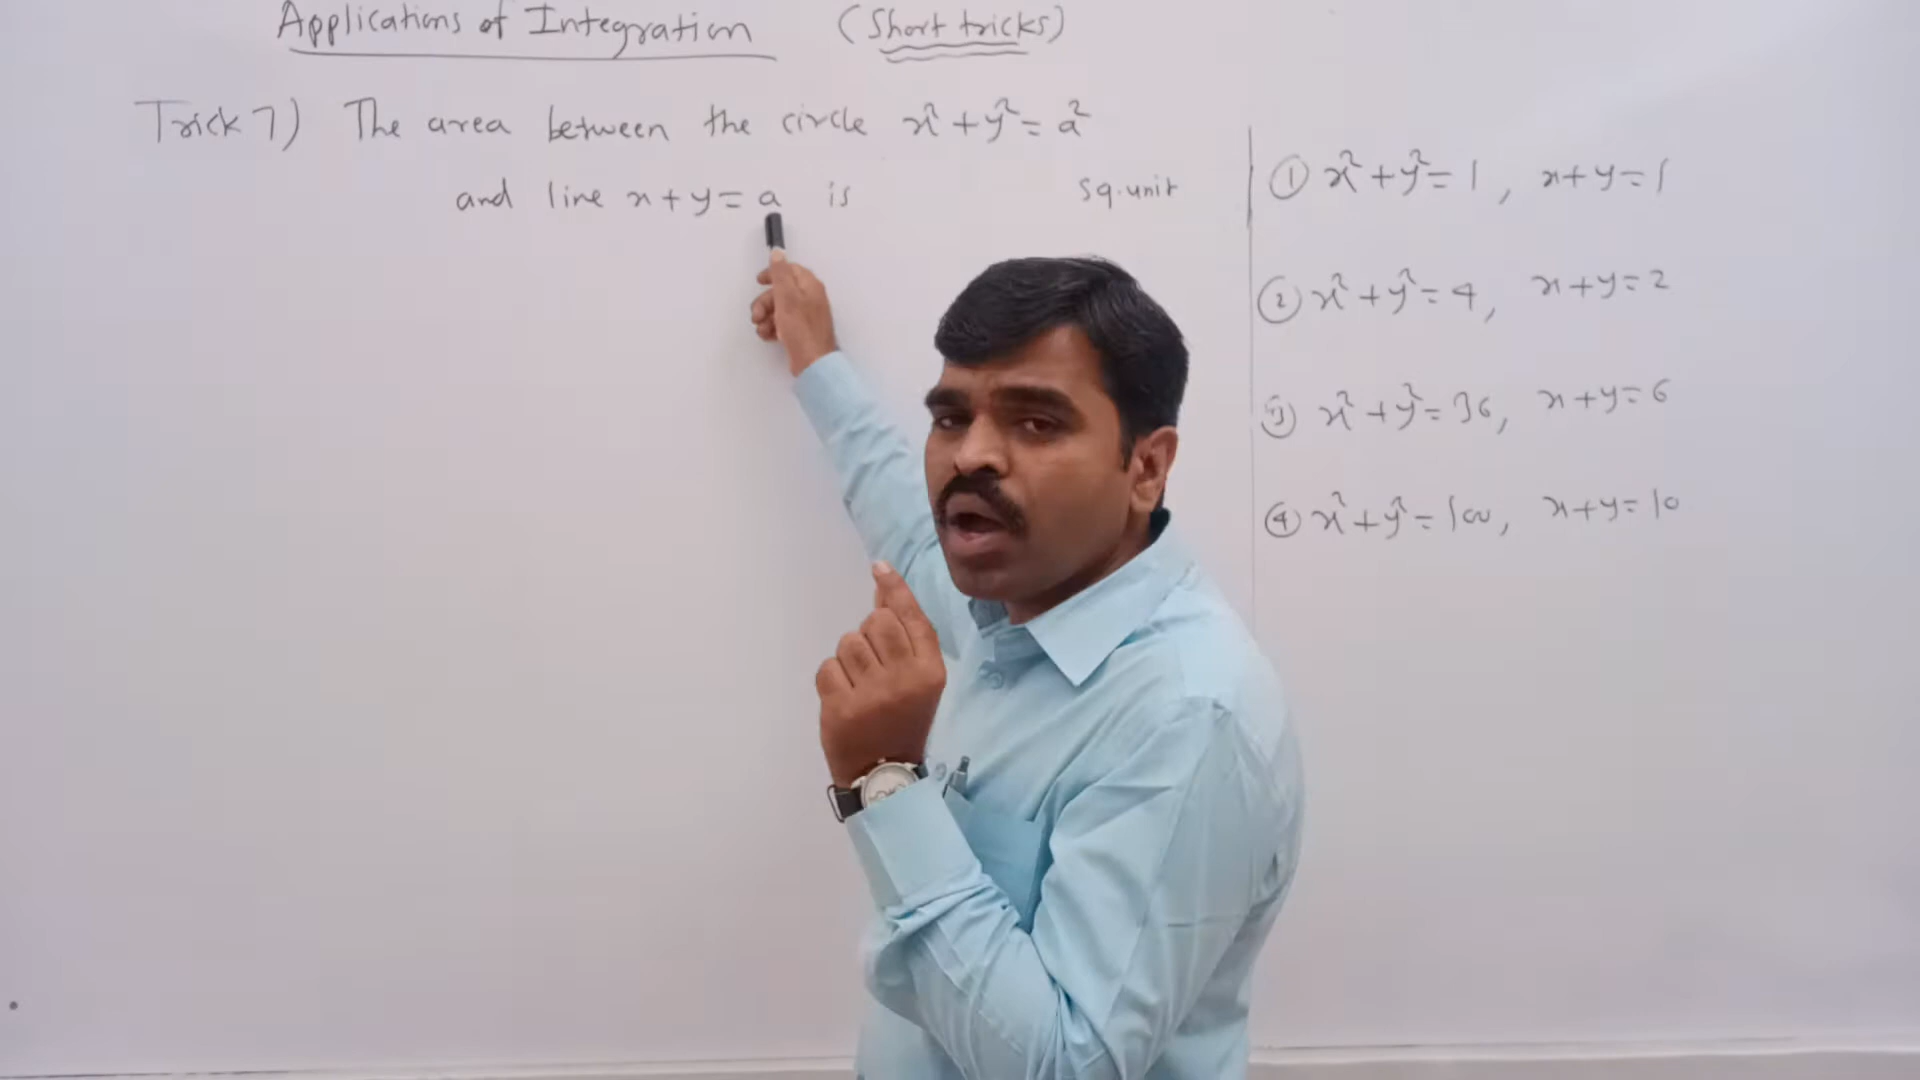 Applications of Integration (Short tricks)
Trick 7) The area between the circle x² + y² = a²
and line x + y = a is sq. unit
① x² + y² = 1, x + y = 1
② x² + y² = 4, x + y = 2
③ x² + y² = 36, x + y = 6
④ x² + y² = 100, x + y = 10